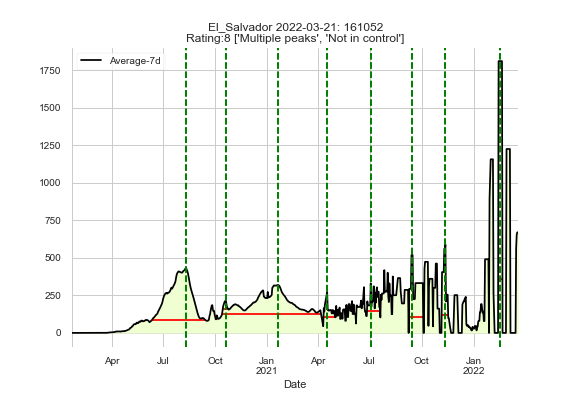 El_Salvador 2022-03-21: 161052
Rating:8 ['Multiple peaks', 'Not in control']
Average-7d
1750
1500
1250
1000
750
500
250
0
Apr Jul Oct Jan Apr Jul Oct Jan
2021 2022
Date